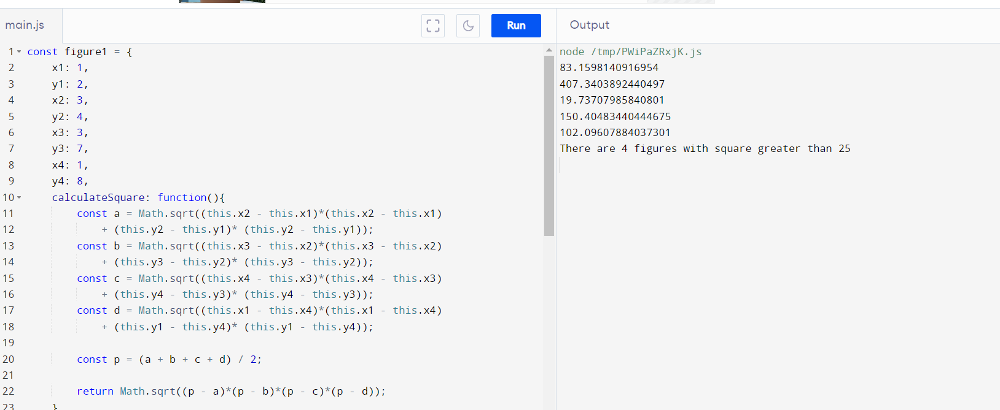 main.js
Run
Output
1 const figure1 = {
2 x1: 1,
3 y1: 2,
4 x2: 3,
5 y2: 4,
6 x3: 3,
7 y3: 7,
8 x4: 1,
9 y4: 8,
10 calculateSquare: function(){
11 const a = Math.sqrt((this.x2 - this.x1)*(this.x2 - this.x1)
12 + (this.y2 - this.y1)* (this.y2 - this.y1));
13 const b = Math.sqrt((this.x3 - this.x2)*(this.x3 - this.x2)
14 + (this.y3 - this.y2)* (this.y3 - this.y2));
15 const c = Math.sqrt((this.x4 - this.x3)*(this.x4 - this.x3)
16 + (this.y4 - this.y3)* (this.y4 - this.y3));
17 const d = Math.sqrt((this.x1 - this.x4)*(this.x1 - this.x4)
18 + (this.y1 - this.y4)* (this.y1 - this.y4));
19
20 const p = (a + b + c + d) / 2;
21
22 return Math.sqrt((p - a)*(p - b)*(p - c)*(p - d));
23 }
node /tmp/PWiPaZRxjK.js
83.1598140916954
407.3403892440497
19.73707985840801
150.40483440444675
102.09607884037301
There are 4 figures with square greater than 25